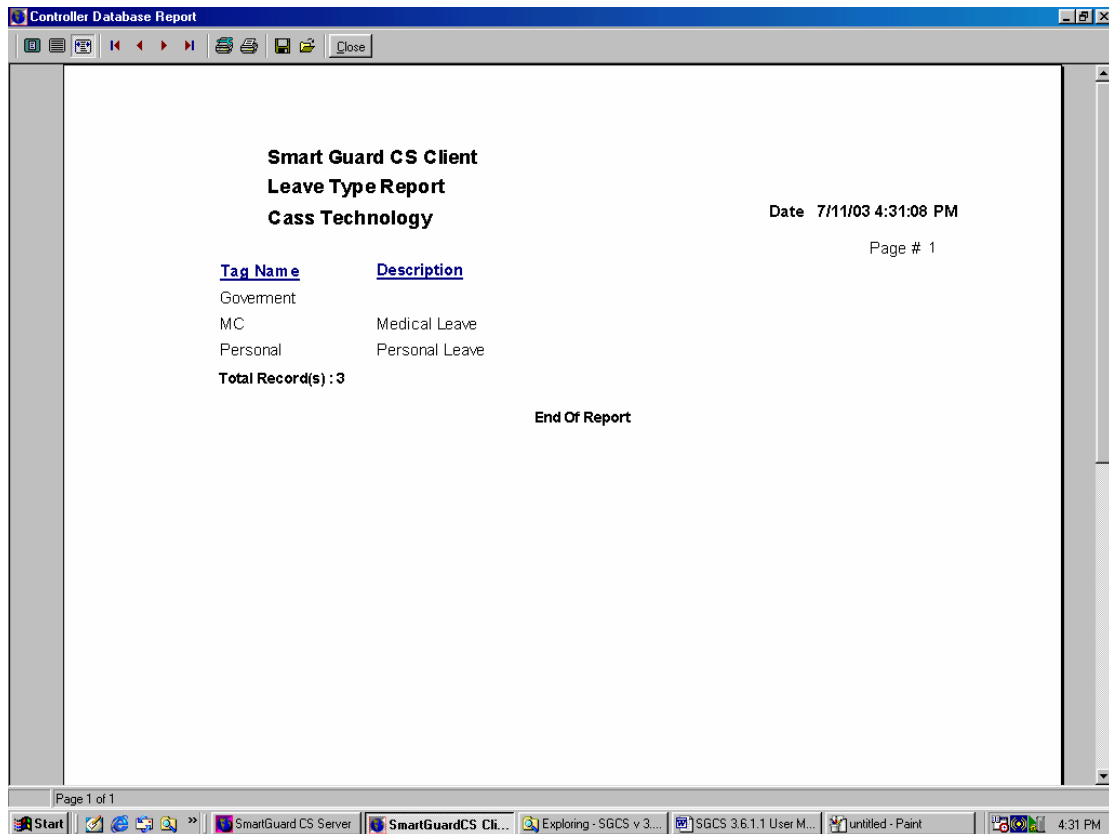 Controller Database Report
Close
Smart Guard CS Client
Leave Type Report
Cass Technology
Date 7/11/03 4:31:08 PM
Page # 1
Tag Name Description
Goverment
MC Medical Leave
Personal Personal Leave
Total Record(s) : 3
End Of Report
Page 1 of 1
Start » SmartGuard CS Server SmartGuardCS Cli... Exploring - SGCS v 3.... SGCS 3.6.1.1 User M... untitled - Paint 4:31 PM